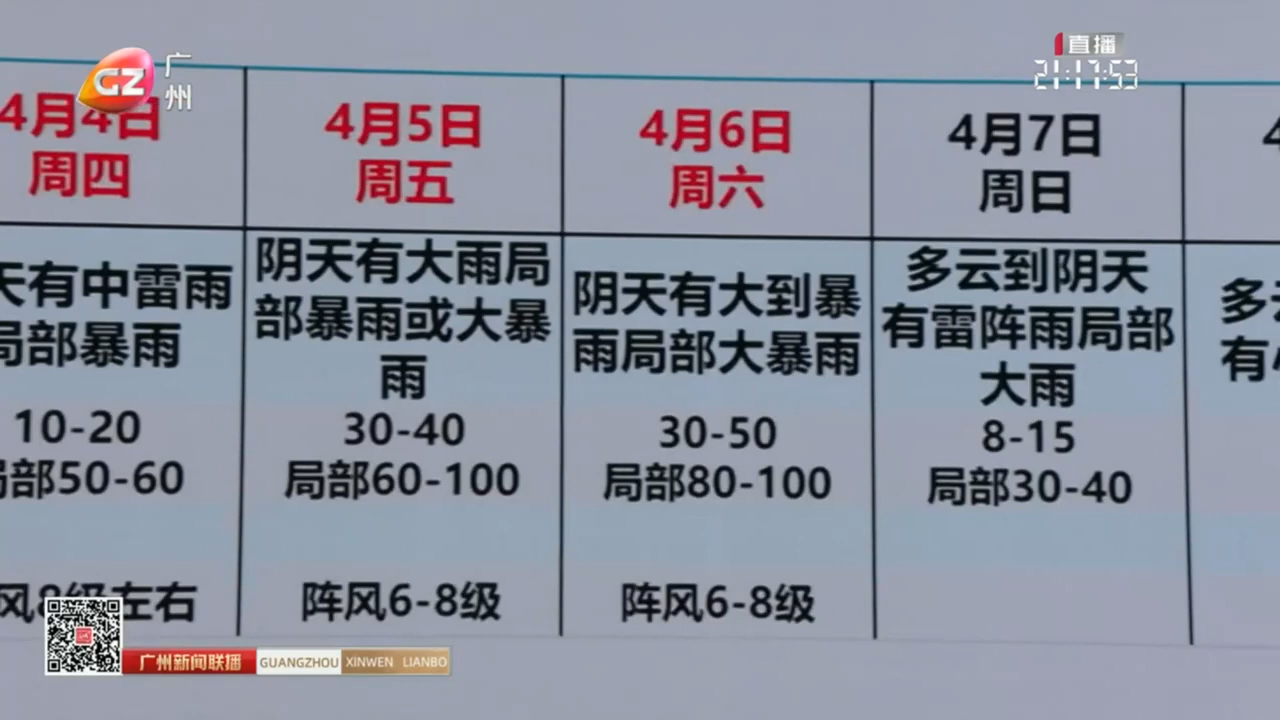 GZ
广
州
直播
21:17:53
4月4日
周四
4月5日
周五
4月6日
周六
4月7日
周日
天有中雷雨
局部暴雨
10-20
局部50-60
风8级左右
阴天有大雨局
部暴雨或大暴
雨
30-40
局部60-100
阵风6-8级
阴天有大到暴
雨局部大暴雨
30-50
局部80-100
阵风6-8级
多云到阴天
有雷阵雨局部
大雨
8-15
局部30-40
多
有
广州新闻联播
GUANGZHOU
XINWEN LIANBO